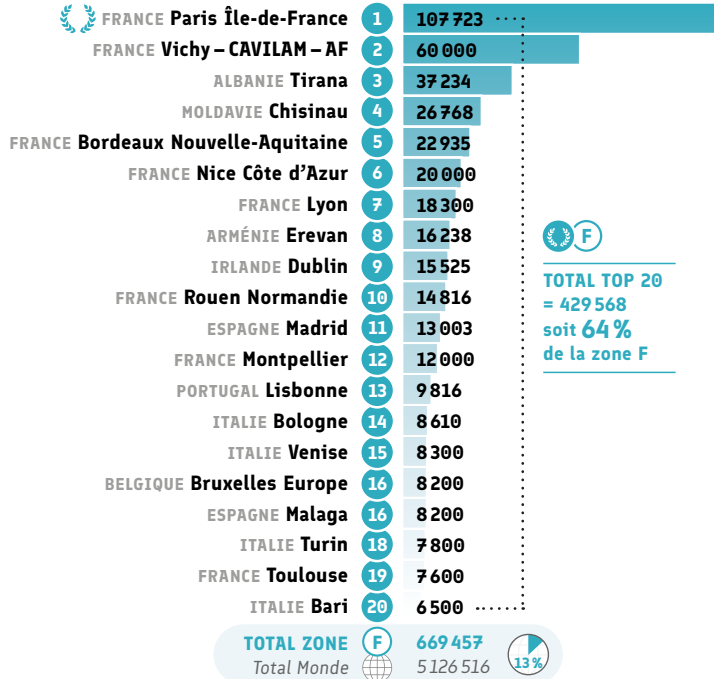 FRANCE Paris Île-de-France 1 107 723
FRANCE Vichy – CAVILAM – AF 2 60 000
ALBANIE Tirana 3 37 234
MOLDAVIE Chisinau 4 26 768
FRANCE Bordeaux Nouvelle-Aquitaine 5 22 935
FRANCE Nice Côte d’Azur 6 20 000
FRANCE Lyon 7 18 300
ARMÉNIE Erevan 8 16 238
IRLANDE Dublin 9 15 525
FRANCE Rouen Normandie 10 14 816
ESPAGNE Madrid 11 13 003
FRANCE Montpellier 12 12 000
PORTUGAL Lisbonne 13 9 816
ITALIE Bologne 14 8 610
ITALIE Venise 15 8 300
BELGIQUE Bruxelles Europe 16 8 200
ESPAGNE Malaga 16 8 200
ITALIE Turin 18 7 800
FRANCE Toulouse 19 7 600
ITALIE Bari 20 6 500
F
TOTAL TOP 20
= 429 568
soit 64 %
de la zone F
TOTAL ZONE F 669 457
Total Monde 5 126 516
13 %